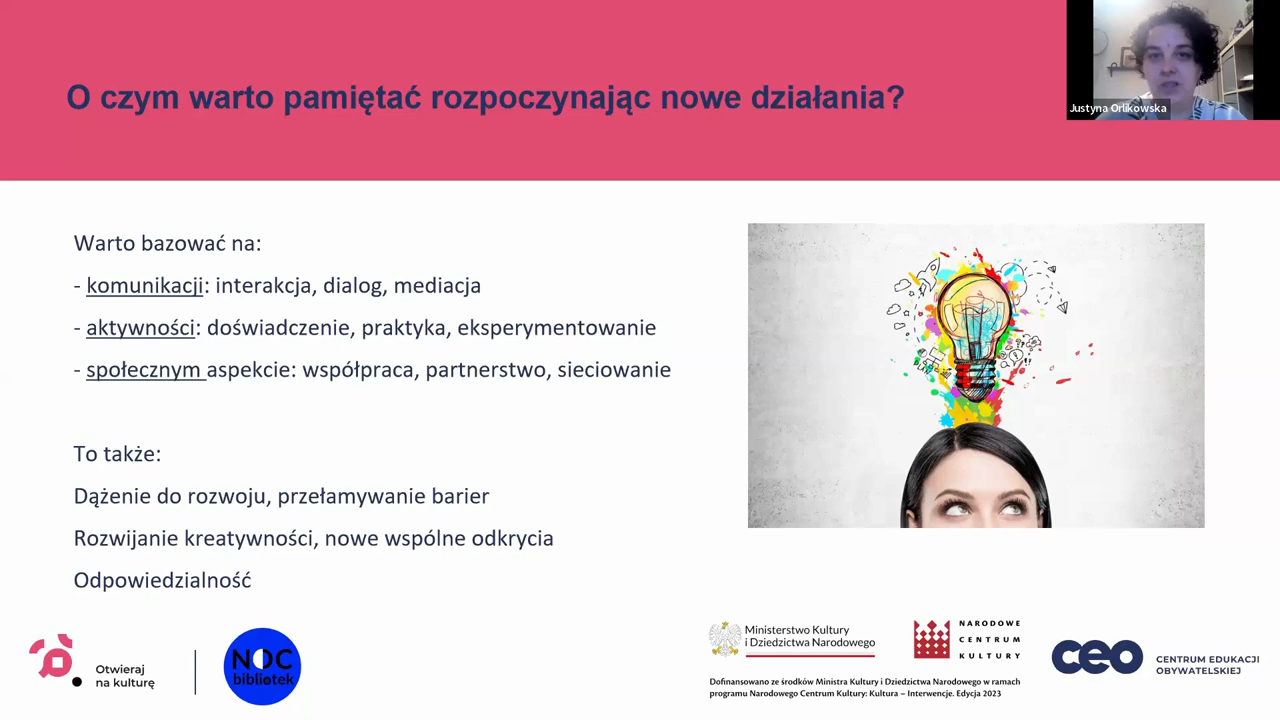 O czym warto pamiętać rozpoczynając nowe działania?
Justyna Orlikowska
Warto bazować na:
- komunikacji: interakcja, dialog, mediacja
- aktywności: doświadczenie, praktyka, eksperymentowanie
- społecznym aspekcie: współpraca, partnerstwo, sieciowanie
To także:
Dążenie do rozwoju, przełamywanie barier
Rozwijanie kreatywności, nowe wspólne odkrycia
Odpowiedzialność
Otwieraj
na kulturę
NOC
bibliotek
Ministerstwo Kultury
i Dziedzictwa Narodowego
NARODOWE
CENTRUM
KULTURY
Dofinansowano ze środków Ministra Kultury i Dziedzictwa Narodowego w ramach
programu Narodowego Centrum Kultury: Kultura – Interwencje. Edycja 2023
ceo
CENTRUM EDUKACJI
OBYWATELSKIEJ